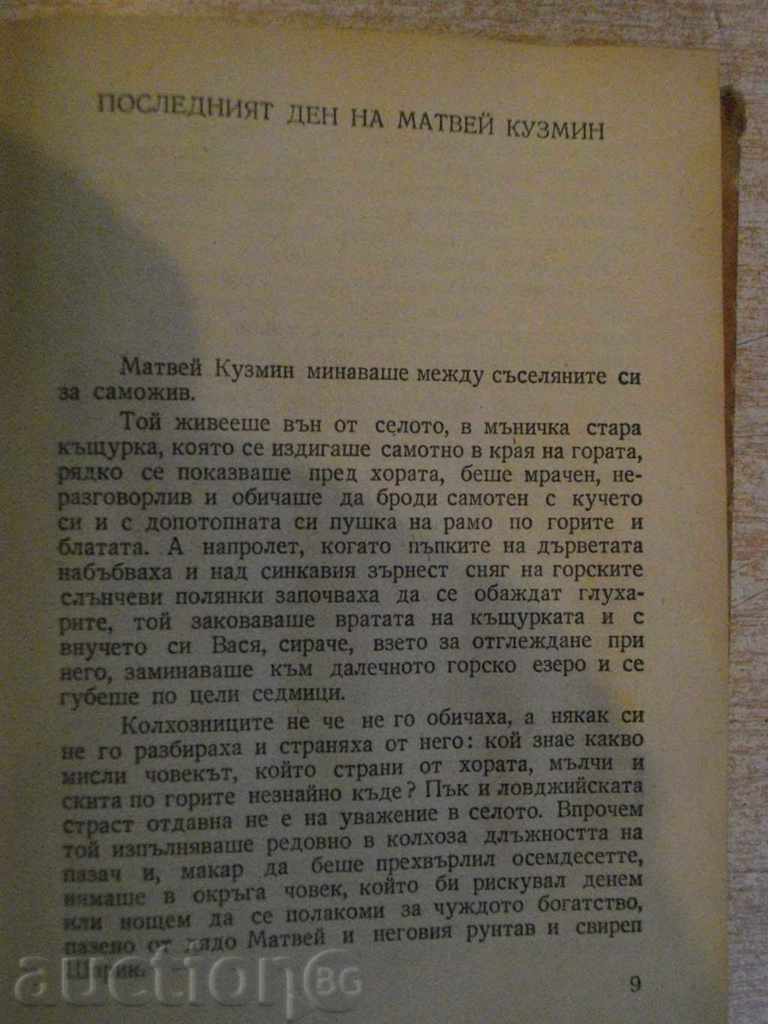 ПОСЛЕДНИЯТ ДЕН НА МАТВЕЙ КУЗМИН
Матвей Кузмин минаваше между съселяните си
за саможив.
Той живееше вън от селото, в мъничка стара
къщурка, която се издигаше самотно в края на гората,
рядко се показваше пред хората, беше мрачен, не-
разговорлив и обичаше да броди самотен с кучето
си и с допотопната си пушка на рамо по горите и
блатата. А напролет, когато пъпките на дърветата
набъбваха и над синкавия зърнест сняг на горските
слънчеви полянки започваха да се обаждат глуха-
рите, той заковаваше вратата на къщурката и с
внучето си Вася, сираче, взето за отглеждане при
него, заминаваше към далечното горско езеро и се
губеше по цели седмици.
Колхозниците не че не го обичаха, а някак си
не го разбираха и страняха от него: кой знае какво
мисли човекът, който страни от хората, мълчи и
скита по горите незнайно къде? Пък и ловджийската
страст отдавна не е на уважение в селото. Впрочем
той изпълняваше редовно в колхоза длъжността на
пазач и, макар да беше прехвърлил осемдесетте,
нямаше в окръга човек, който би рискувал денем
или нощем да се полакоми за чуждото богатство,
пазено от дядо Матвей и неговия рунтав и свиреп
Шарик.
9
auctionBG